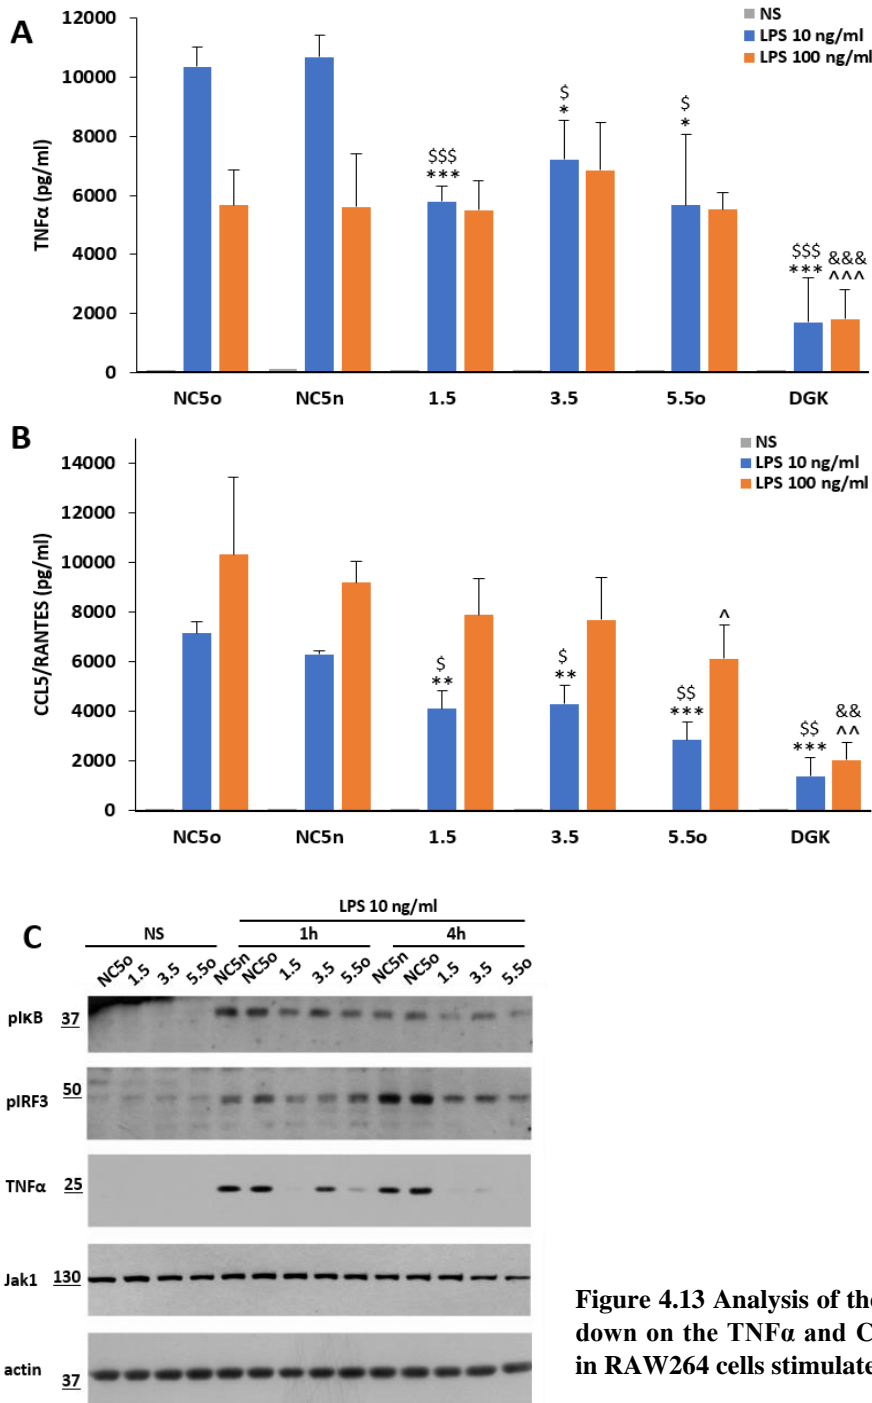 A
NS
LPS 10 ng/ml
LPS 100 ng/ml
TNFα (pg/ml)
12000
10000
8000
6000
4000
2000
0
$$$
***
$
*
$
*
$$$
***
&&&
^^^
NC5o NC5n 1.5 3.5 5.5o DGK
B
NS
LPS 10 ng/ml
LPS 100 ng/ml
CCL5/RANTES (pg/ml)
14000
12000
10000
8000
6000
4000
2000
0
$
**
$
**
$$
***
^
$$
***
&&
^^
NC5o NC5n 1.5 3.5 5.5o DGK
C
LPS 10 ng/ml
NS 1h 4h
NC5o 1.5 3.5 5.5o NC5n NC5o 1.5 3.5 5.5o NC5n NC5o 1.5 3.5 5.5o
pIκB 37
pIRF3 50
TNFα 25
Jak1 130
actin 37
Figure 4.13 Analysis of the
down on the TNFα and C
in RAW264 cells stimulate